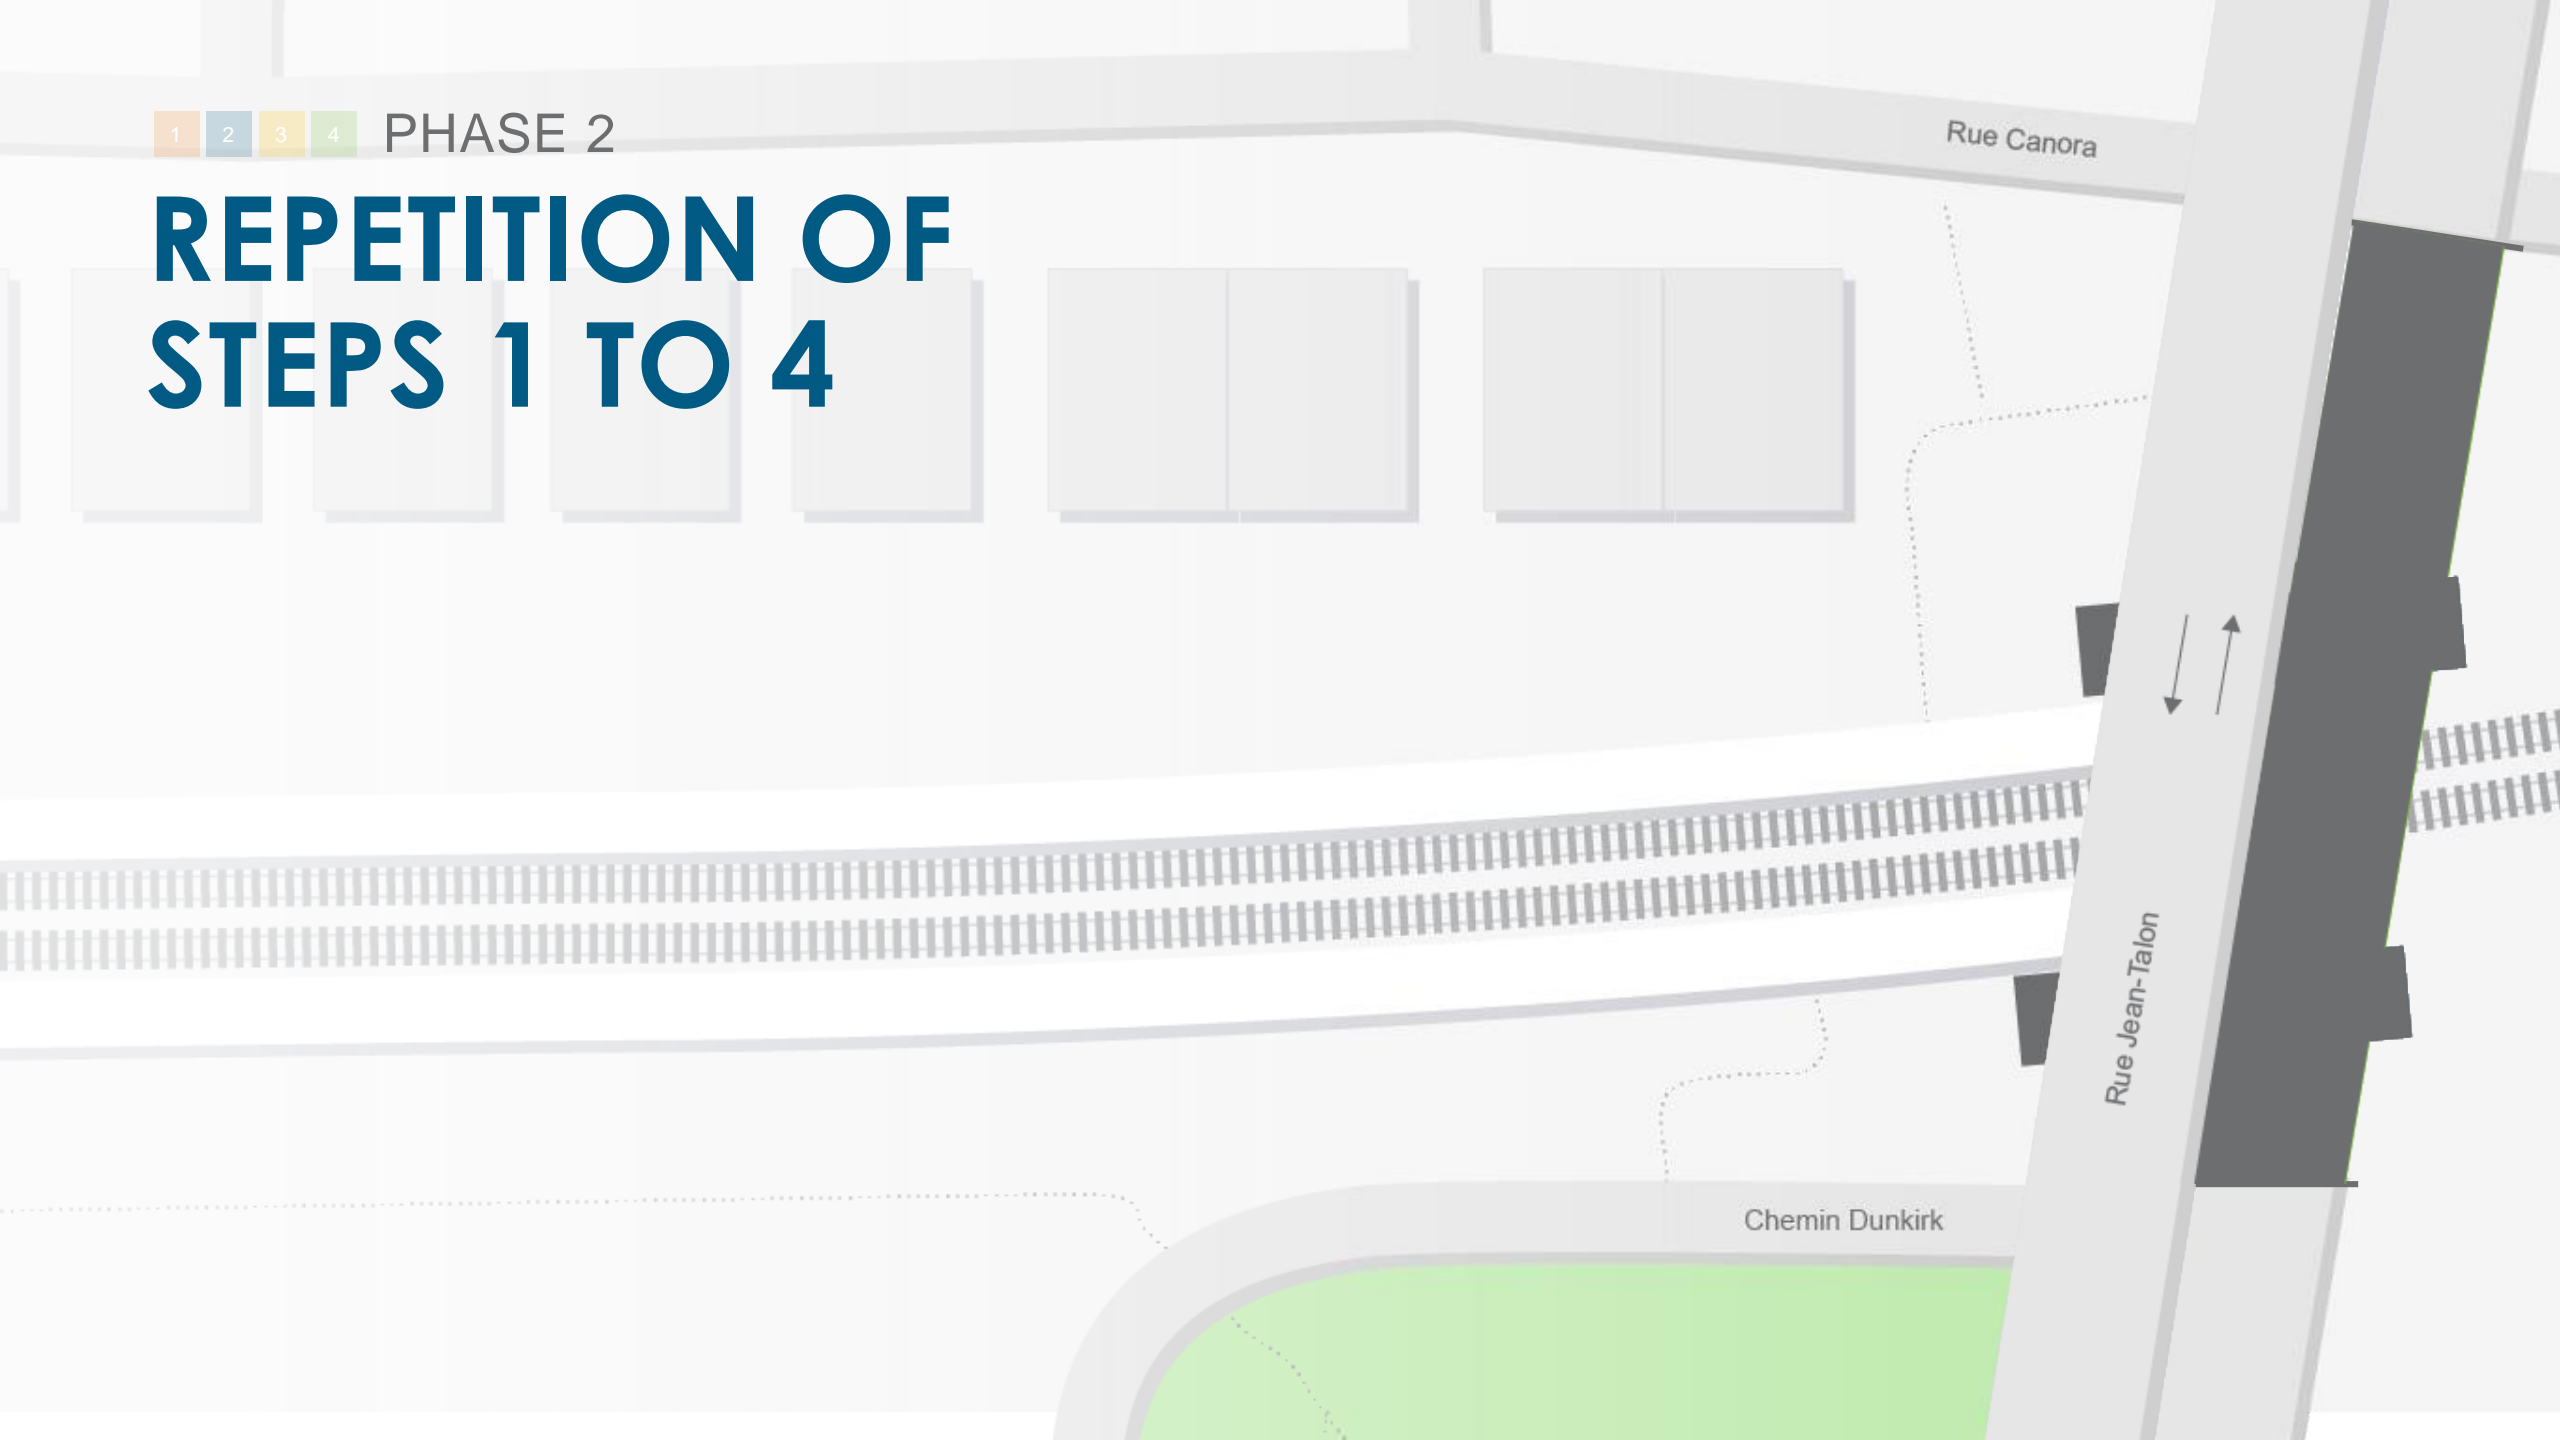 1 2 3 4 PHASE 2
REPETITION OF
STEPS 1 TO 4
Rue Canora
Rue Jean-Talon
Chemin Dunkirk